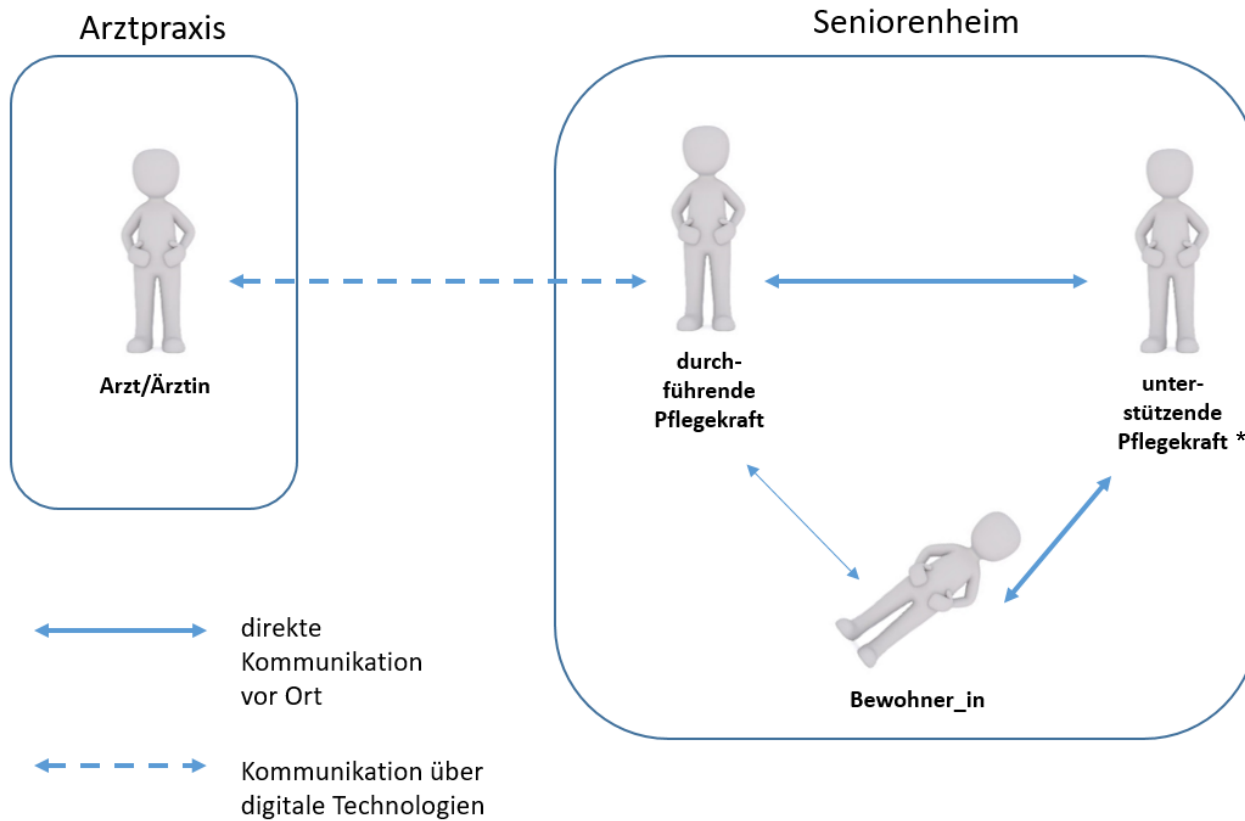 Arztpraxis
Seniorenheim
Arzt/Ärztin
durch-
führende
Pflegekraft
unter-
stützende
Pflegekraft *
Bewohner_in
direkte
Kommunikation
vor Ort
Kommunikation über
digitale Technologien